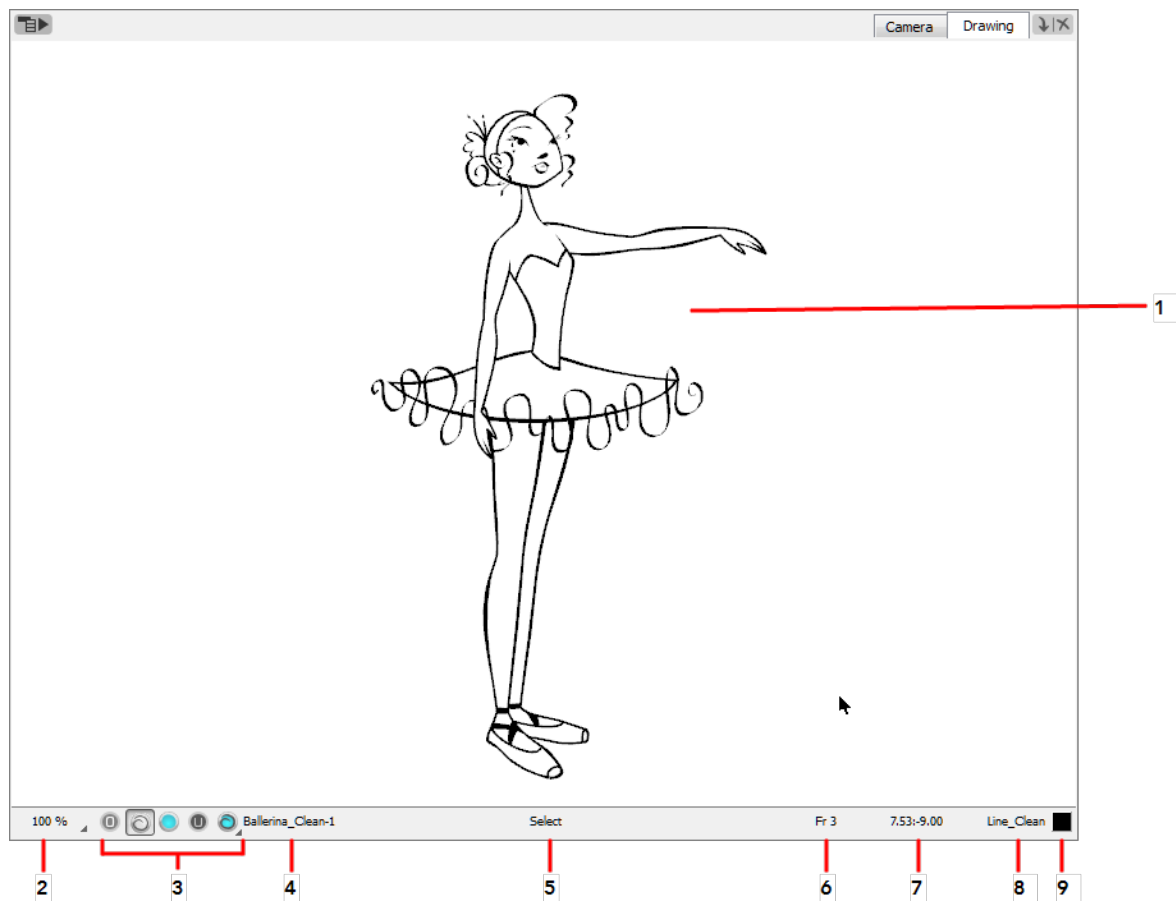 Camera Drawing
1
100 % Ballerina_Clean-1 Select Fr 3 7.53:-9.00 Line_Clean
2 3 4 5 6 7 8 9